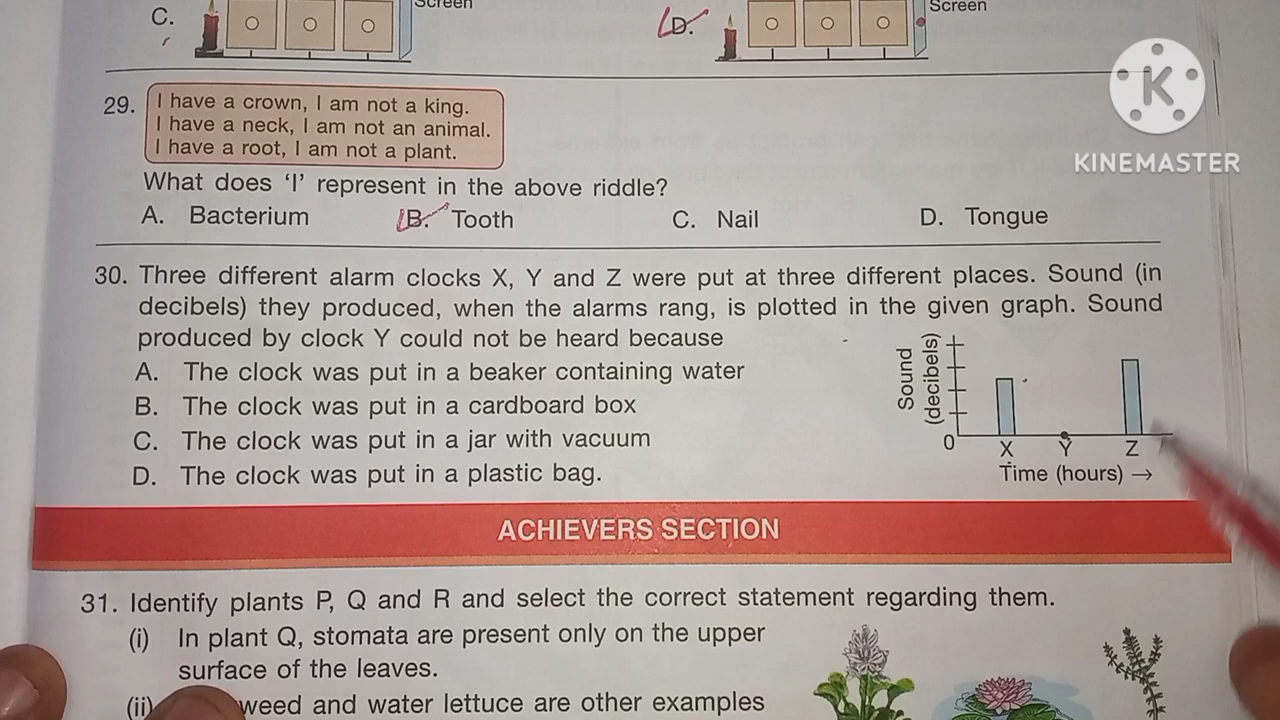 C.
Screen
D.
Screen
K
KINEMASTER
29.
I have a crown, I am not a king.
I have a neck, I am not an animal.
I have a root, I am not a plant.
What does ‘I’ represent in the above riddle?
A. Bacterium B. Tooth C. Nail D. Tongue
30. Three different alarm clocks X, Y and Z were put at three different places. Sound (in
decibels) they produced, when the alarms rang, is plotted in the given graph. Sound
produced by clock Y could not be heard because
A. The clock was put in a beaker containing water
B. The clock was put in a cardboard box
C. The clock was put in a jar with vacuum
D. The clock was put in a plastic bag.
Sound
(decibels)
0 X Y Z
Time (hours) →
ACHIEVERS SECTION
31. Identify plants P, Q and R and select the correct statement regarding them.
(i) In plant Q, stomata are present only on the upper
surface of the leaves.
(ii) weed and water lettuce are other examples